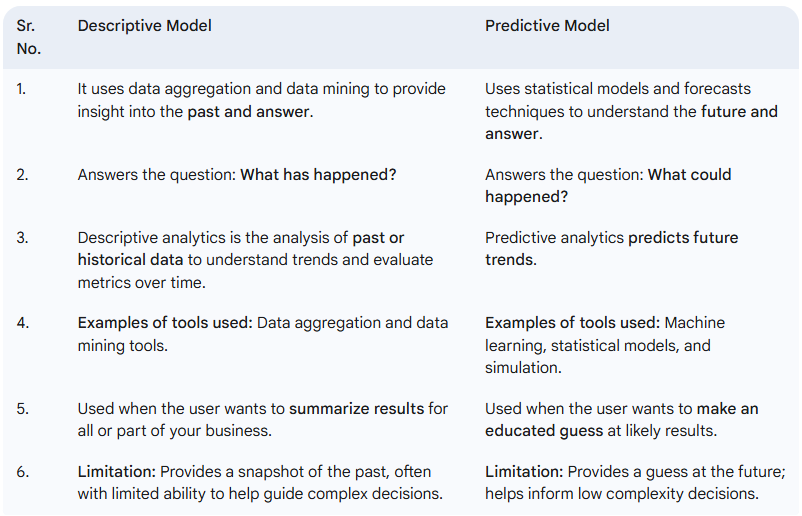 Sr. No.
Descriptive Model
Predictive Model
1.
It uses data aggregation and data mining to provide
insight into the past and answer.
Uses statistical models and forecasts
techniques to understand the future and
answer.
2.
Answers the question: What has happened?
Answers the question: What could
happened?
3.
Descriptive analytics is the analysis of past or
historical data to understand trends and evaluate
metrics over time.
Predictive analytics predicts future
trends.
4.
Examples of tools used: Data aggregation and data
mining tools.
Examples of tools used: Machine
learning, statistical models, and
simulation.
5.
Used when the user wants to summarize results for
all or part of your business.
Used when the user wants to make an
educated guess at likely results.
6.
Limitation: Provides a snapshot of the past, often
with limited ability to help guide complex decisions.
Limitation: Provides a guess at the future;
helps inform low complexity decisions.